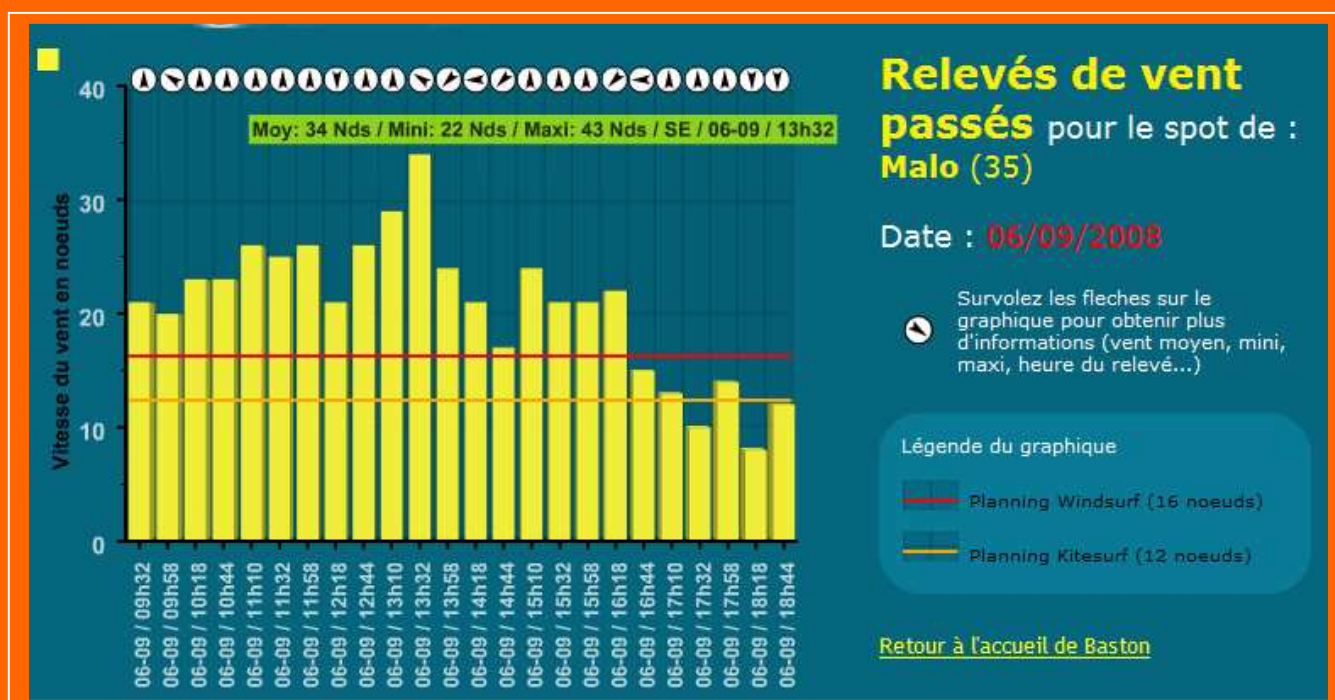 40
30
20
10
0
Vitesse du vent en noeuds
Moy: 34 Nds / Mini: 22 Nds / Maxi: 43 Nds / SE / 06-09 / 13h32
06-09 / 09h32
06-09 / 09h58
06-09 / 10h18
06-09 / 10h44
06-09 / 11h10
06-09 / 11h32
06-09 / 11h58
06-09 / 12h18
06-09 / 12h44
06-09 / 13h10
06-09 / 13h32
06-09 / 13h58
06-09 / 14h18
06-09 / 14h44
06-09 / 15h10
06-09 / 15h32
06-09 / 15h58
06-09 / 16h18
06-09 / 16h44
06-09 / 17h10
06-09 / 17h32
06-09 / 17h58
06-09 / 18h18
06-09 / 18h44
Relevés de vent
passés pour le spot de :
Malo (35)
Date : 06/09/2008
Survolez les fleches sur le
graphique pour obtenir plus
d'informations (vent moyen, mini,
maxi, heure du relevé...)
Légende du graphique
Planning Windsurf (16 noeuds)
Planning Kitesurf (12 noeuds)
Retour à l'accueil de Baston